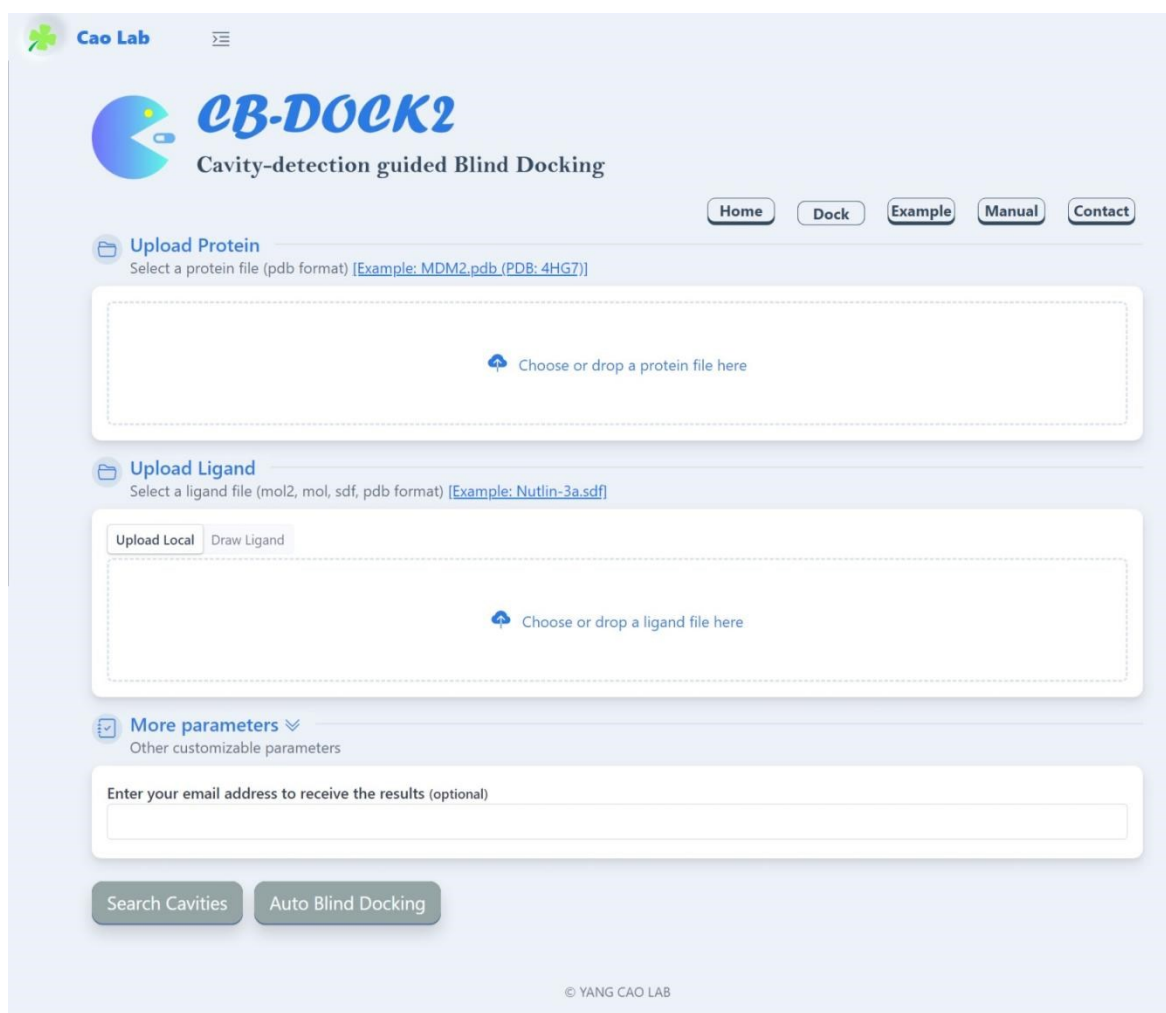 Cao Lab
CB-DOCK2
Cavity-detection guided Blind Docking
Home Dock Example Manual Contact
Upload Protein
Select a protein file (pdb format) [Example: MDM2.pdb (PDB: 4HG7)]
Choose or drop a protein file here
Upload Ligand
Select a ligand file (mol2, mol, sdf, pdb format) [Example: Nutlin-3a.sdf]
Upload Local Draw Ligand
Choose or drop a ligand file here
More parameters
Other customizable parameters
Enter your email address to receive the results (optional)
Search Cavities Auto Blind Docking
© YANG CAO LAB